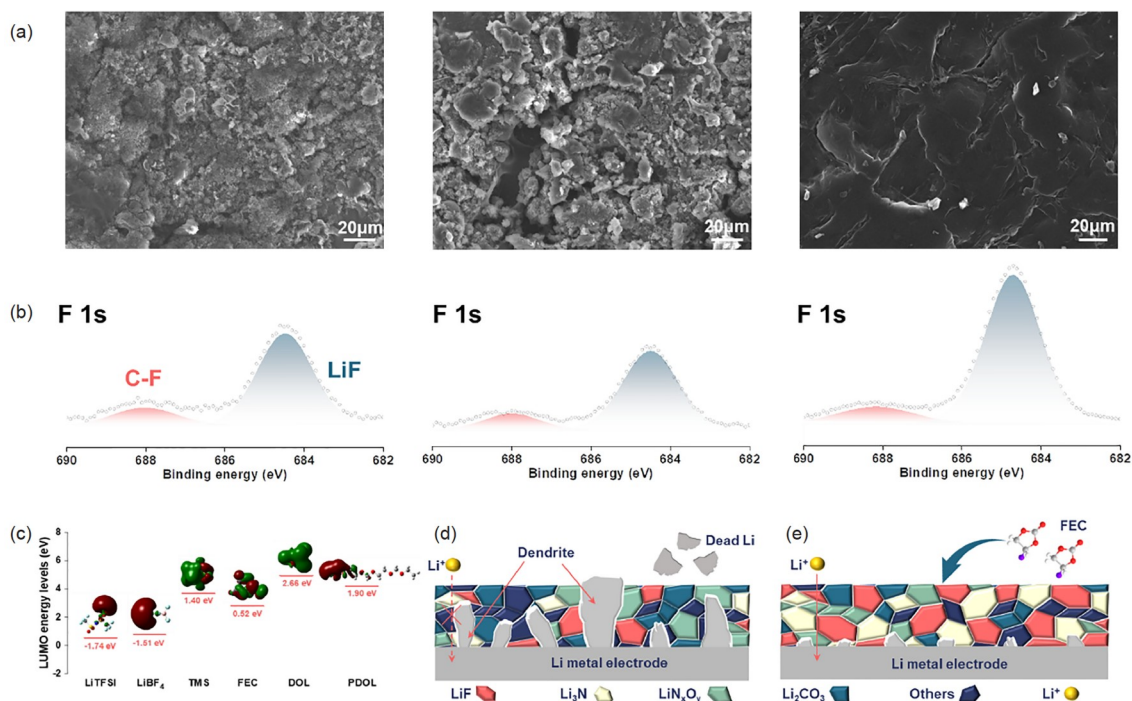 (a)
20μm
20μm
20μm
(b)
F 1s
C-F
LiF
690 688 686 684 682
Binding energy (eV)
F 1s
690 688 686 684 682
Binding energy (eV)
F 1s
690 688 686 684 682
Binding energy (eV)
(c)
LUMO energy levels (eV)
8
6
4
2
0
-2
-1.74 eV
-1.51 eV
1.40 eV
0.52 eV
2.66 eV
1.90 eV
LiTFSI LiBF₄ TMS FEC DOL PDOL
(d)
Li⁺
Dendrite
Dead Li
Li metal electrode
LiF Li₃N LiNₓOᵧ
(e)
Li⁺
FEC
Li metal electrode
Li₂CO₃ Others Li⁺